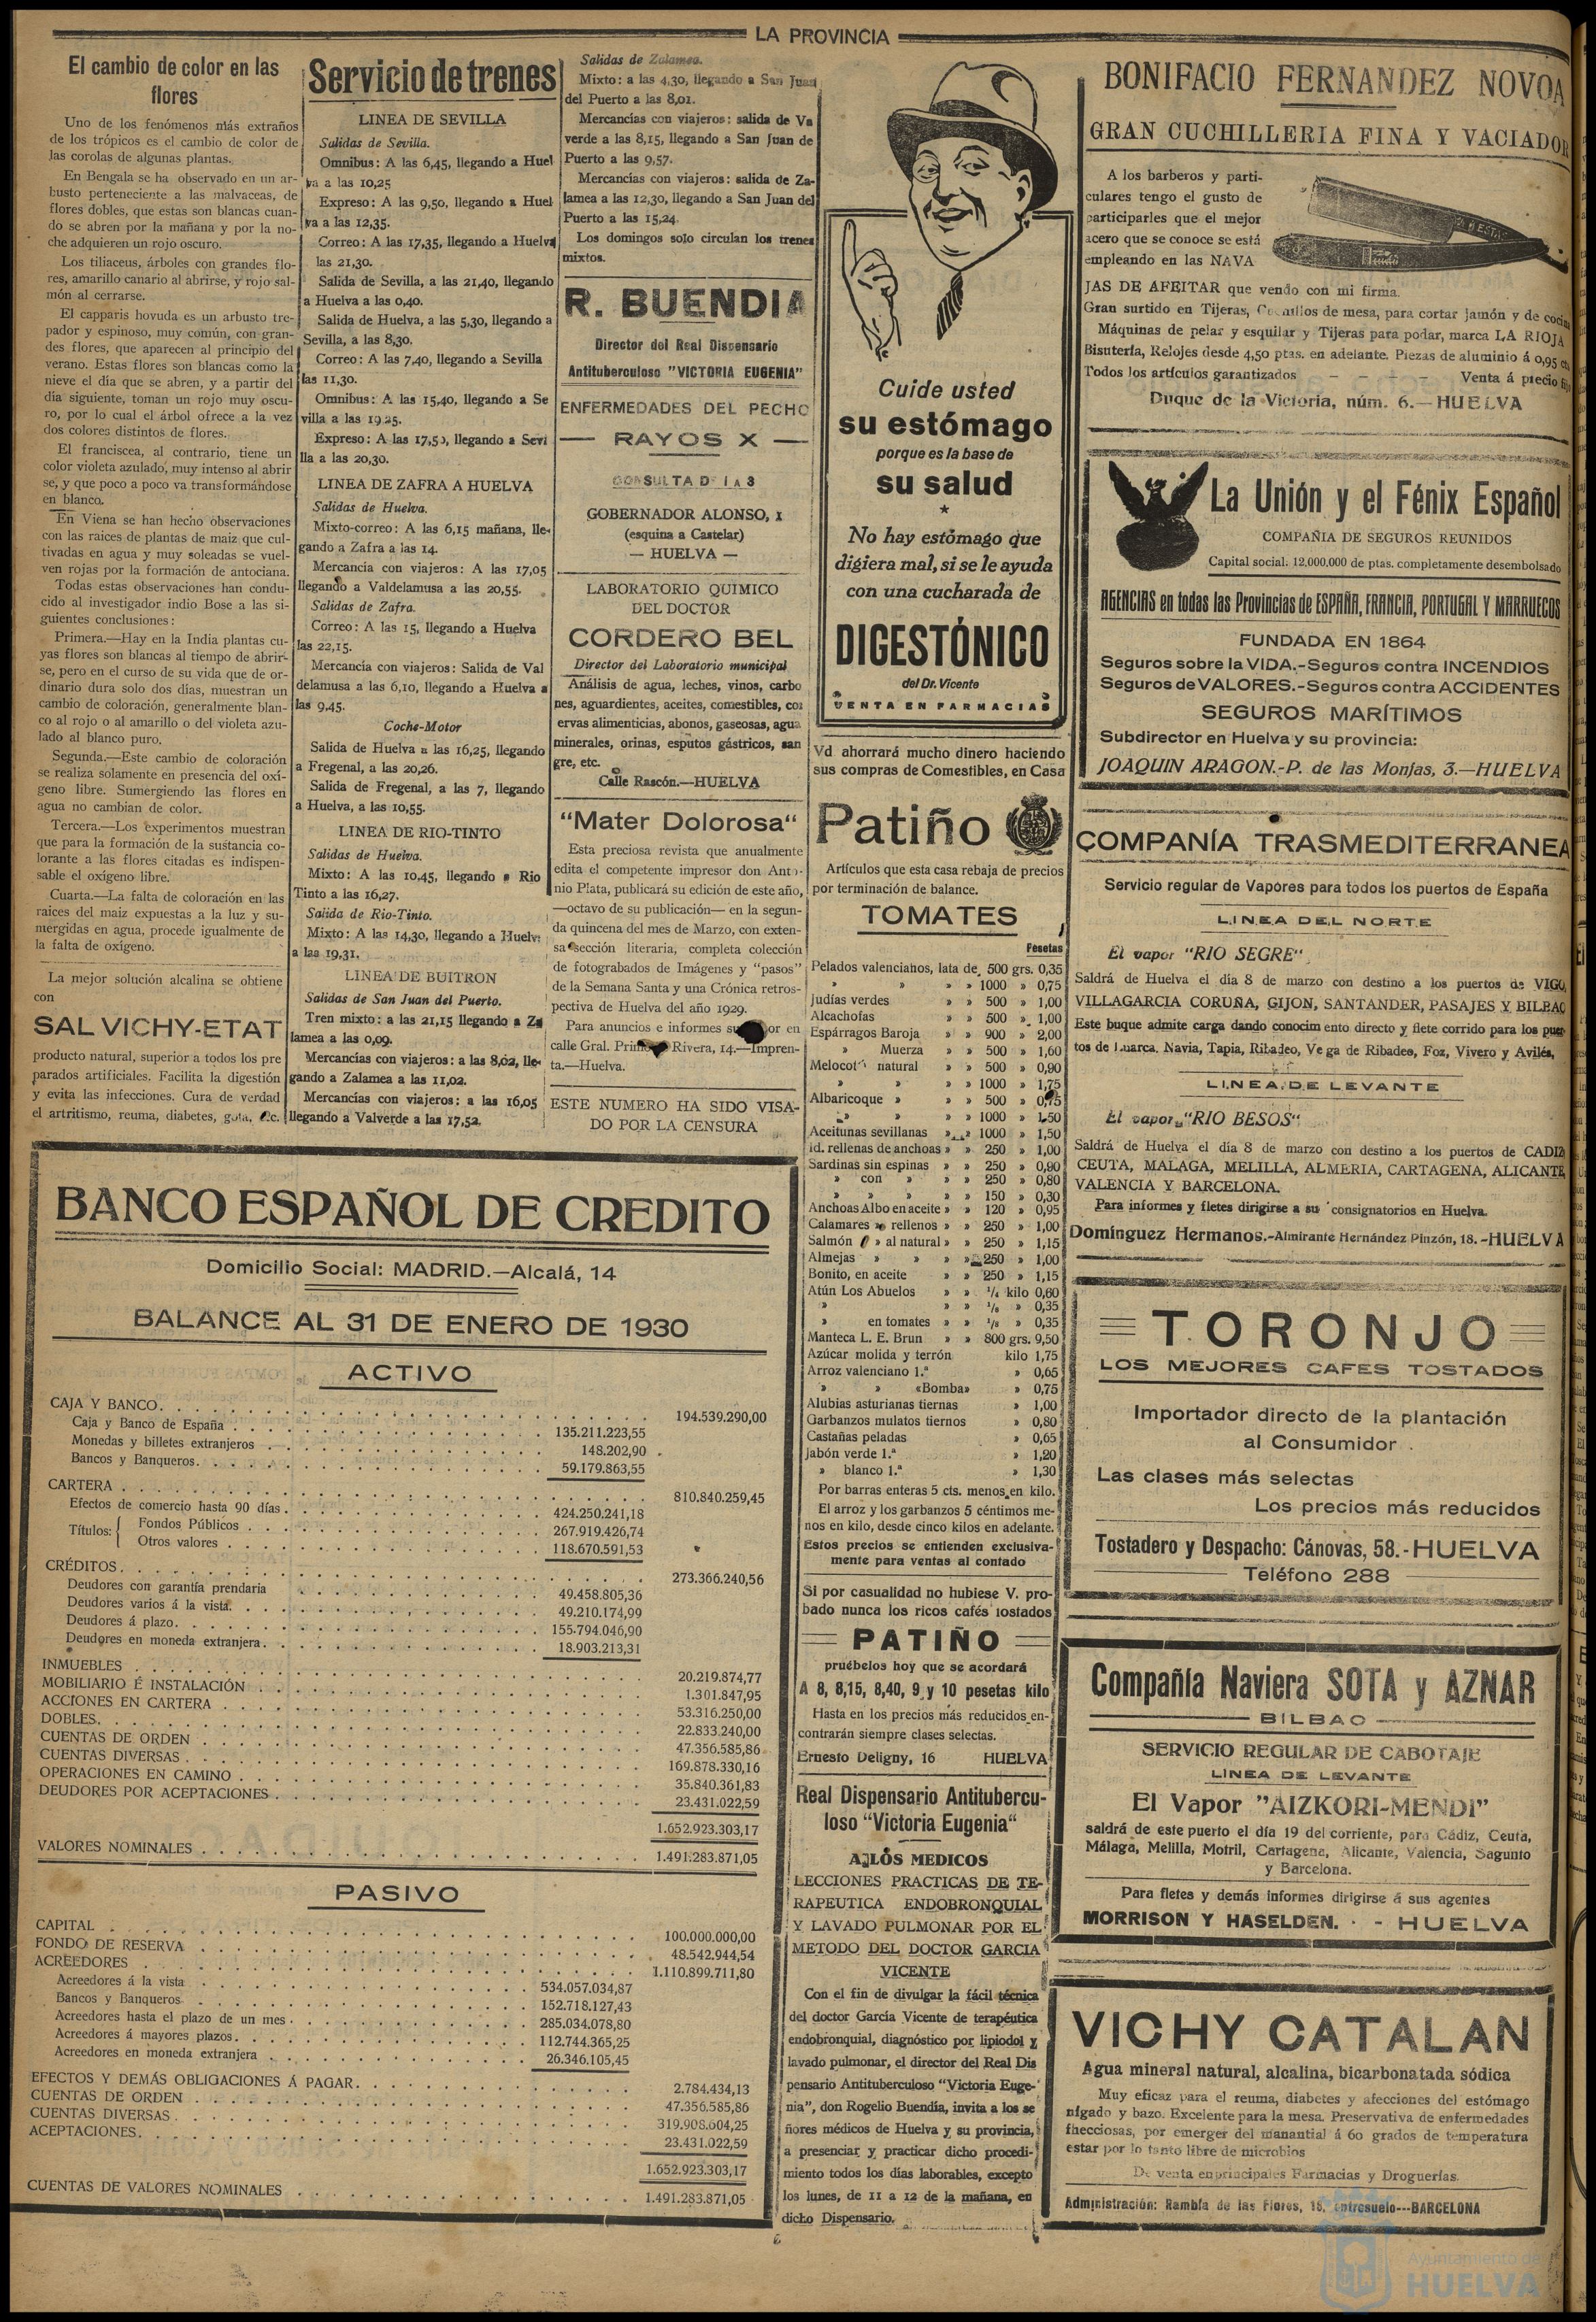 LA PROVINCIA
El cambio de color en las
flores
Uno de los fenómenos más extraños
de los trópicos es el cambio de color de
las corolas de algunas plantas.
En Bengala se ha observado en un ar-
busto perteneciente a las malvaceas, de
flores dobles, que estas son blancas cuan-
do se abren por la mañana y por la no-
che adquieren un rojo oscuro.
Los tiliaceus, árboles con grandes flo-
res, amarillo canario al abrirse, y rojo sal-
món al cerrarse.
El capparis hovuda es un arbusto tre-
pador y espinoso, muy común, con gran-
des flores, que aparecen al principio del
verano. Estas flores son blancas como la
nieve el día que se abren, y a partir del
día siguiente, toman un rojo muy oscu-
ro, por lo cual el árbol ofrece a la vez
dos colores distintos de flores.
El franciscea, al contrario, tiene un
color violeta azulado, muy intenso al abrir
se, y que poco a poco va transformándose
en blanco.
En Viena se han hecho observaciones
con las raices de plantas de maiz que cul-
tivadas en agua y muy soleadas se vuel-
ven rojas por la formación de antociana.
Todas estas observaciones han condu-
cido al investigador indio Bose a las si-
guientes conclusiones:
Primera.—Hay en la India plantas cu-
yas flores son blancas al tiempo de abrir-
se, pero en el curso de su vida que de or-
dinario dura solo dos días, muestran un
cambio de coloración, generalmente blan-
co al rojo o al amarillo o del violeta azu-
lado al blanco puro.
Segunda.—Este cambio de coloración
se realiza solamente en presencia del oxí-
geno libre. Sumergiendo las flores en
agua no cambian de color.
Tercera.—Los experimentos muestran
que para la formación de la sustancia co-
lorante a las flores citadas es indispen-
sable el oxígeno libre.
Cuarta.—La falta de coloración en las
raices del maiz expuestas a la luz y su-
mergidas en agua, procede igualmente de
la falta de oxígeno.
La mejor solución alcalina se obtiene
con
SAL VICHY-ETAT
producto natural, superior a todos los pre
parados artificiales. Facilita la digestión
y evita las infecciones. Cura de verdad
el artritismo, reuma, diabetes, gota, etc.
Servicio de trenes
LINEA DE SEVILLA
Salidas de Sevilla.
Omnibus: A las 6,45, llegando a Huel
va a las 10,25
Expreso: A las 9,50, llegando a Huel
va a las 12,35.
Correo: A las 17,35, llegando a Huelva
las 21,30.
Salida de Sevilla, a las 21,40, llegando
a Huelva a las 0,40.
Salida de Huelva, a las 5,30, llegando a
Sevilla, a las 8,30.
Correo: A las 7,40, llegando a Sevilla
las 11,30.
Omnibus: A las 15,40, llegando a Se
villa a las 19,25.
Expreso: A las 17,50, llegando a Sevi
lla a las 20,30.
LINEA DE ZAFRA A HUELVA
Salidas de Huelva.
Mixto-correo: A las 6,15 mañana, lle-
gando a Zafra a las 14.
Mercancía con viajeros: A las 17,05
llegando a Valdelamusa a las 20,55.
Salidas de Zafra.
Correo: A las 15, llegando a Huelva
las 22,15.
Mercancía con viajeros: Salida de Val
delamusa a las 6,10, llegando a Huelva a
las 9,45.
Coche-Motor
Salida de Huelva a las 16,25, llegando
a Fregenal, a las 20,26.
Salida de Fregenal, a las 7, llegando
a Huelva, a las 10,55.
LINEA DE RIO-TINTO
Salidas de Huelva.
Mixto: A las 10,45, llegando a Rio
Tinto a las 16,27.
Salida de Rio-Tinto.
Mixto: A las 14,30, llegando a Huelva
a las 19,31.
LINEA DE BUITRON
Salidas de San Juan del Puerto.
Tren mixto: a las 21,15 llegando a Za
lamea a las 0,09.
Mercancías con viajeros: a las 8,02, lle-
gando a Zalamea a las 11,02.
Mercancías con viajeros: a las 16,05
llegando a Valverde a las 17,52.
Salidas de Zalamea.
Mixto: a las 4,30, llegando a San Juan
del Puerto a las 8,01.
Mercancías con viajeros: salida de Va
verde a las 8,15, llegando a San Juan de
Puerto a las 9,57.
Mercancías con viajeros: salida de Za-
lamea a las 12,30, llegando a San Juan del
Puerto a las 15,24.
Los domingos solo circulan los trenes
mixtos.
R. BUENDIA
Director del Real Dispensario
Antituberculoso "VICTORIA EUGENIA"
ENFERMEDADES DEL PECHO
— RAYOS X —
CONSULTA DE 1 A 3
GOBERNADOR ALONSO, 1
(esquina a Castelar)
— HUELVA —
LABORATORIO QUIMICO
DEL DOCTOR
CORDERO BEL
Director del Laboratorio municipal
Análisis de agua, leches, vinos, carbo
nes, aguardientes, aceites, comestibles, con
ervas alimenticias, abonos, gaseosas, agua
minerales, orinas, esputos gástricos, san
gre, etc.
Calle Rascón.—HUELVA
"Mater Dolorosa"
Esta preciosa revista que anualmente
edita el competente impresor don Anto-
nio Plata, publicará su edición de este año,
—octavo de su publicación— en la segun-
da quincena del mes de Marzo, con exten-
sa sección literaria, completa colección
de fotograbados de Imágenes y "pasos"
de la Semana Santa y una Crónica retros-
pectiva de Huelva del año 1929.
Para anuncios e informes su or en
calle Gral. Primo Rivera, 14.—Impren-
ta.—Huelva.
ESTE NUMERO HA SIDO VISA-
DO POR LA CENSURA
Cuide usted
su estómago
porque es la base de
su salud
*
No hay estómago que
digiera mal, si se le ayuda
con una cucharada de
DIGESTÓNICO
del Dr. Vicente
VENTA EN FARMACIAS
Vd ahorrará mucho dinero haciendo
sus compras de Comestibles, en Casa
Patiño
Artículos que esta casa rebaja de precios
por terminación de balance.
TOMATES
Pesetas
Pelados valencianos, lata de 500 grs. 0,35
» » » » 1000 » 0,75
Judías verdes » » 500 » 1,00
Alcachofas » » 500 » 1,00
Espárragos Baroja » » 900 » 2,00
» Muerza » » 500 » 1,60
Melocotn natural » » 500 » 0,90
» » » » 1000 » 1,75
Albaricoque » » » 500 » 0,75
» » » » 1000 » 1,50
Aceitunas sevillanas » » 1000 » 1,50
id. rellenas de anchoas » » 250 » 1,00
Sardinas sin espinas » » 250 » 0,90
» con » » » 250 » 0,80
» » » » » 150 » 0,30
Anchoas Albo en aceite » » 120 » 0,95
Calamares » rellenos » » 250 » 1,00
Salmón » al natural » » 250 » 1,15
Almejas » » » » 250 » 1,00
Bonito, en aceite » » 250 » 1,15
Atún Los Abuelos » » 1/4 kilo 0,60
» » » 1/8 » 0,35
» en tomates » » 1/8 » 0,35
Manteca L. E. Brun » » 800 grs. 9,50
Azúcar molida y terrón kilo 1,75
Arroz valenciano 1.ª » 0,65
» » «Bomba» » 0,75
Alubias asturianas tiernas » 1,00
Garbanzos mulatos tiernos » 0,80
Castañas peladas » 0,65
Jabón verde 1.ª » 1,20
» blanco 1.ª » 1,30
Por barras enteras 5 cts. menos en kilo.
El arroz y los garbanzos 5 céntimos me-
nos en kilo, desde cinco kilos en adelante.
Estos precios se entienden exclusiva-
mente para ventas al contado
Si por casualidad no hubiese V. pro-
bado nunca los ricos cafés tostados
PATIÑO
pruébelos hoy que se acordará
A 8, 8,15, 8,40, 9 y 10 pesetas kilo
Hasta en los precios más reducidos en-
contrarán siempre clases selectas.
Ernesto Deligny, 16 HUELVA
Real Dispensario Antitubercu-
loso "Victoria Eugenia"
A LOS MEDICOS
LECCIONES PRACTICAS DE TE-
RAPEUTICA ENDOBRONQUIAL
Y LAVADO PULMONAR POR EL
METODO DEL DOCTOR GARCIA
VICENTE
Con el fin de divulgar la fácil técnica
del doctor García Vicente de terapéutica
endobronquial, diagnóstico por lipiodol y
lavado pulmonar, el director del Real Dis
pensario Antituberculoso "Victoria Euge-
nia", don Rogelio Buendía, invita a los se
ñores médicos de Huelva y su provincia,
a presenciar y practicar dicho procedi-
miento todos los días laborables, excepto
los lunes, de 11 a 12 de la mañana, en
dicho Dispensario.
BONIFACIO FERNANDEZ NOVOA
GRAN CUCHILLERIA FINA Y VACIADOR
A los barberos y parti-
culares tengo el gusto de
participarles que el mejor
acero que se conoce se está
empleando en las NAVA
JAS DE AFEITAR que vendo con mi firma.
Gran surtido en Tijeras, Cuchillos de mesa, para cortar jamón y de cocina
Máquinas de pelar y esquilar y Tijeras para podar, marca LA RIOJA
Bisutería, Relojes desde 4,50 ptas. en adelante. Piezas de aluminio á 0,95 cts
Todos los artículos garantizados — — — — Venta á precio fijo
Duque de la Victoria, núm. 6.—HUELVA
La Unión y el Fénix Español
COMPAÑIA DE SEGUROS REUNIDOS
Capital social: 12,000,000 de ptas. completamente desembolsado
AGENCIAS en todas las Provincias de ESPAÑA, FRANCIA, PORTUGAL Y MARRUECOS
FUNDADA EN 1864
Seguros sobre la VIDA.-Seguros contra INCENDIOS
Seguros de VALORES.-Seguros contra ACCIDENTES
SEGUROS MARÍTIMOS
Subdirector en Huelva y su provincia:
JOAQUIN ARAGON.-P. de las Monjas, 3.—HUELVA
COMPAÑÍA TRASMEDITERRANEA
Servicio regular de Vapores para todos los puertos de España
LINEA DEL NORTE
El vapor "RIO SEGRE"
Saldrá de Huelva el día 8 de marzo con destino a los puertos de VIGO,
VILLAGARCIA CORUÑA, GIJON, SANTANDER, PASAJES Y BILBAO
Este buque admite carga dando conocim ento directo y flete corrido para los puer
tos de Luarca, Navia, Tapia, Ribadeo, Vega de Ribadeo, Foz, Vivero y Avilés,
LINEA DE LEVANTE
El vapor "RIO BESOS"
Saldrá de Huelva el día 8 de marzo con destino a los puertos de CADIZ
CEUTA, MALAGA, MELILLA, ALMERIA, CARTAGENA, ALICANTE,
VALENCIA Y BARCELONA.
Para informes y fletes dirigirse a su consignatorios en Huelva.
Domínguez Hermanos.-Almirante Hernández Pinzón, 18.-HUELVA
TORONJO
LOS MEJORES CAFES TOSTADOS
Importador directo de la plantación
al Consumidor
Las clases más selectas
Los precios más reducidos
Tostadero y Despacho: Cánovas, 58.-HUELVA
Teléfono 288
Compañía Naviera SOTA y AZNAR
BILBAO
SERVICIO REGULAR DE CABOTAJE
LINEA DE LEVANTE
El Vapor "AIZKORI-MENDI"
saldrá de este puerto el día 19 del corriente, para Cádiz, Ceuta,
Málaga, Melilla, Motril, Cartagena, Alicante, Valencia, Sagunto
y Barcelona.
Para fletes y demás informes dirigirse á sus agentes
MORRISON Y HASELDEN. - - HUELVA
VICHY CATALAN
Agua mineral natural, alcalina, bicarbonatada sódica
Muy eficaz para el reuma, diabetes y afecciones del estómago
nígado y bazo. Excelente para la mesa. Preservativa de enfermedades
fnecciosas, por emerger del manantial á 60 grados de temperatura
estar por lo tanto libre de microbios
De venta en principales Farmacias y Droguerías.
Administración: Rambla de las Flores, 18, entresuelo---BARCELONA
BANCO ESPAÑOL DE CREDITO
Domicilio Social: MADRID.—Alcalá, 14
BALANCE AL 31 DE ENERO DE 1930
ACTIVO
CAJA Y BANCO. 194.539.290,00
Caja y Banco de España 135.211.223,55
Monedas y billetes extranjeros 148.202,90
Bancos y Banqueros. 59.179.863,55
CARTERA 810.840.259,45
Efectos de comercio hasta 90 días. 424.250.241,18
Títulos: Fondos Públicos 267.919.426,74
Otros valores 118.670.591,53
CRÉDITOS. 273.366.240,56
Deudores con garantía prendaria 49.458.805,36
Deudores varios á la vista. 49.210.174,99
Deudores á plazo. 155.794.046,90
Deudores en moneda extranjera. 18.903.213,31
INMUEBLES 20.219.874,77
MOBILIARIO É INSTALACIÓN 1.301.847,95
ACCIONES EN CARTERA 53.316.250,00
DOBLES. 22.833.240,00
CUENTAS DE ORDEN 47.356.585,86
CUENTAS DIVERSAS 169.878.330,16
OPERACIONES EN CAMINO 35.840.361,83
DEUDORES POR ACEPTACIONES 23.431.022,59
1.652.923.303,17
VALORES NOMINALES 1.491.283.871,05
PASIVO
CAPITAL 100.000.000,00
FONDO DE RESERVA 48.542.944,54
ACREEDORES 1.110.899.711,80
Acreedores á la vista 534.057.034,87
Bancos y Banqueros 152.718.127,43
Acreedores hasta el plazo de un mes 285.034.078,80
Acreedores á mayores plazos. 112.744.365,25
Acreedores en moneda extranjera 26.346.105,45
EFECTOS Y DEMÁS OBLIGACIONES Á PAGAR. 2.784.434,13
CUENTAS DE ORDEN 47.356.585,86
CUENTAS DIVERSAS 319.908.604,25
ACEPTACIONES. 23.431.022,59
1.652.923.303,17
CUENTAS DE VALORES NOMINALES 1.491.283.871,05
Ayuntamiento de
HUELVA